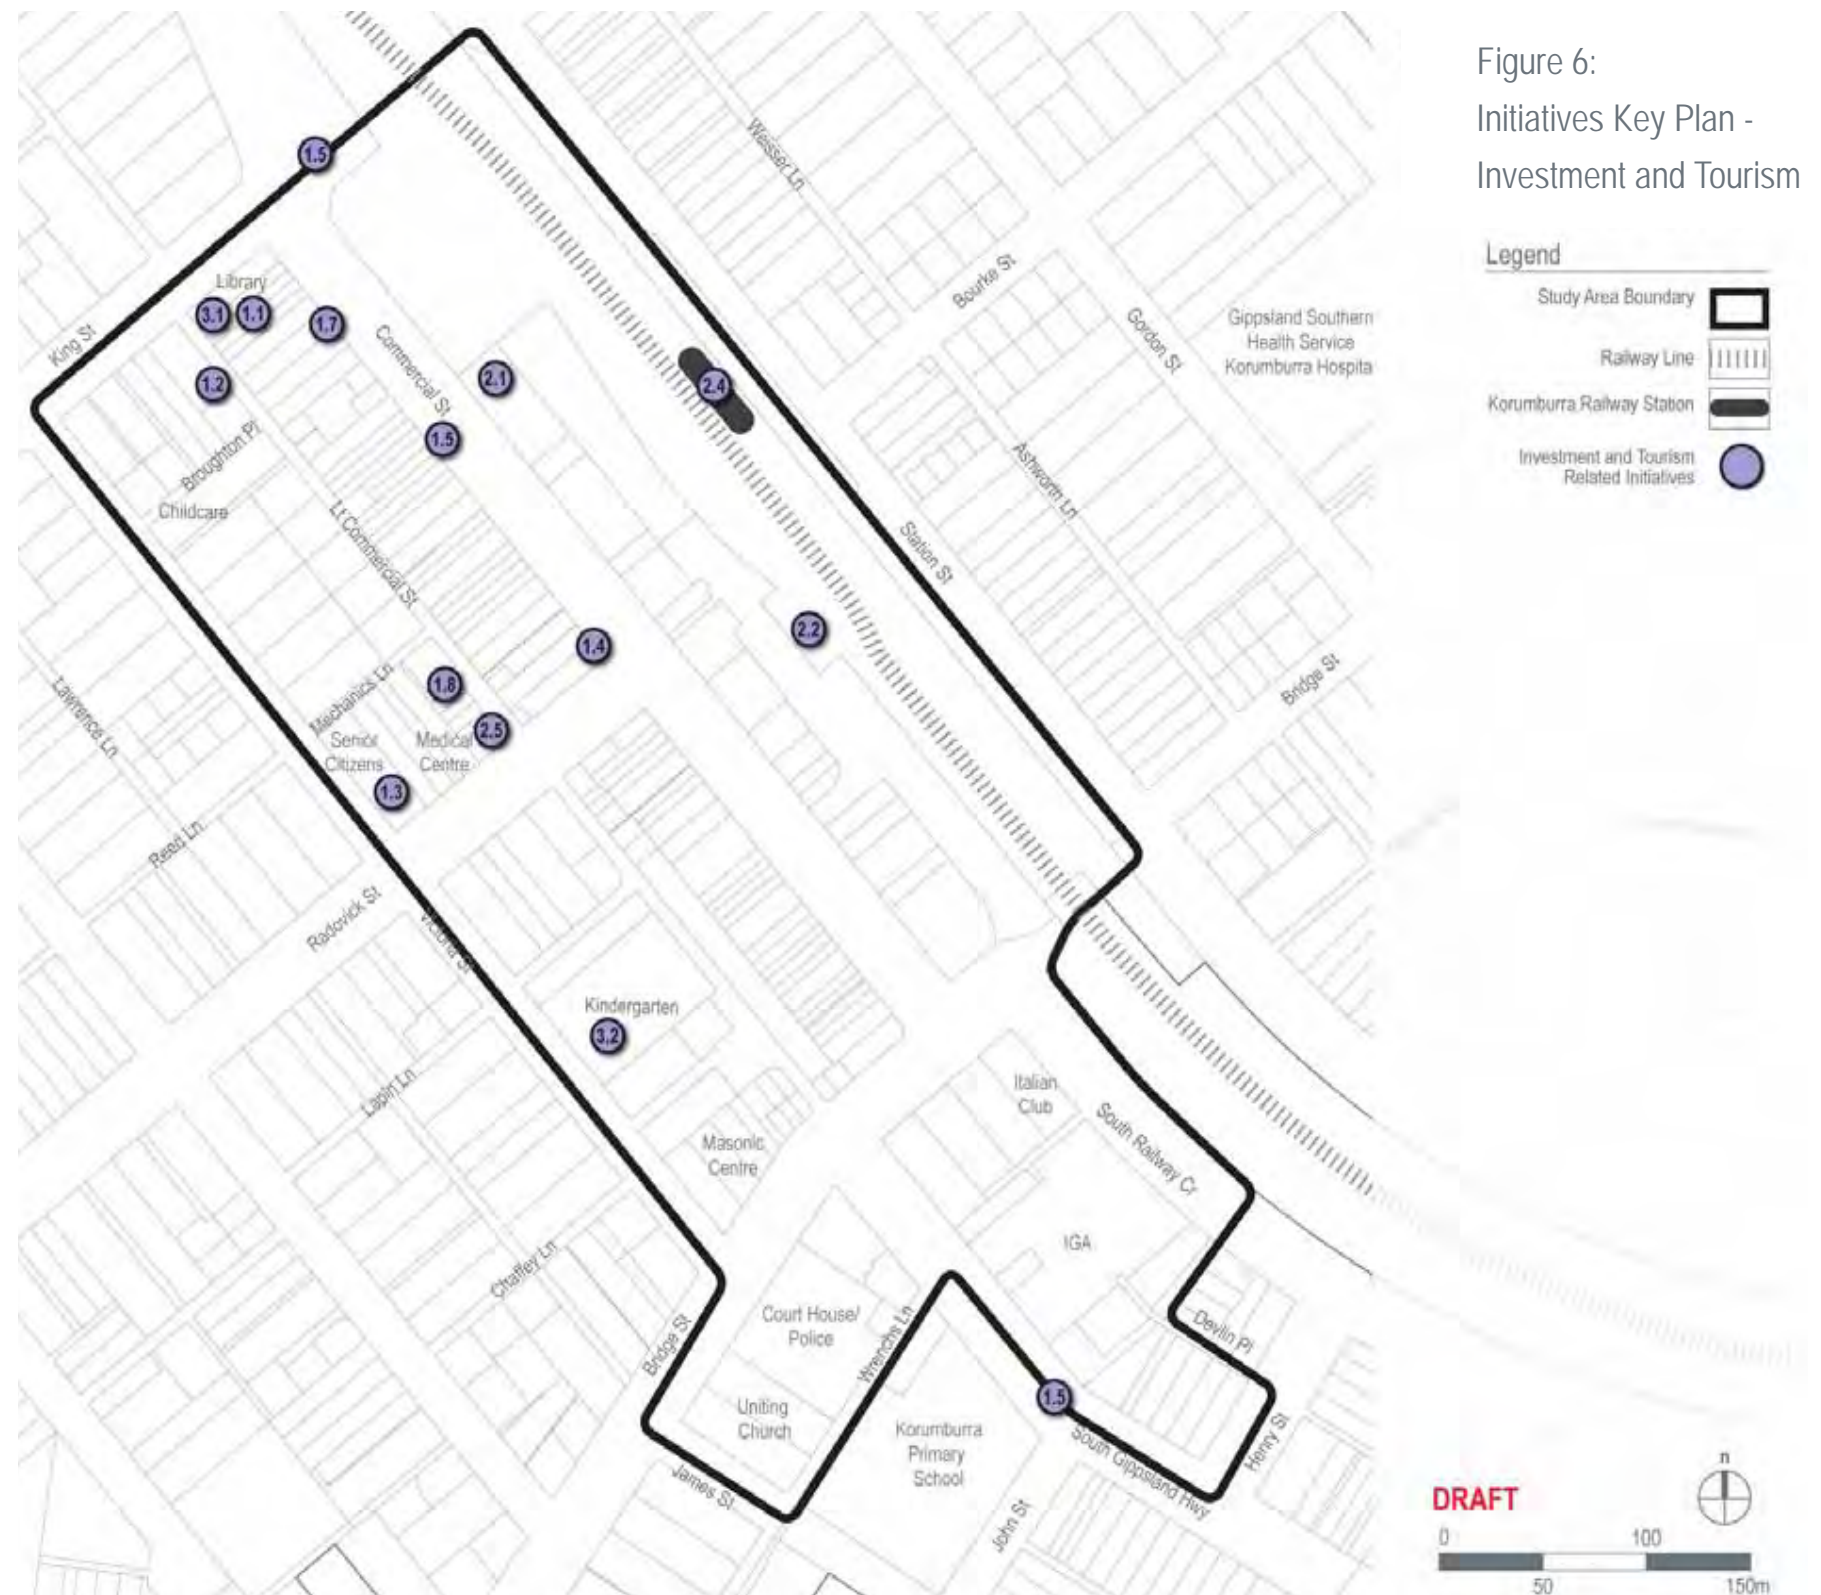 Figure 6:
Initiatives Key Plan -
Investment and Tourism
Legend
Study Area Boundary
Railway Line
Korumburra Railway Station
Investment and Tourism
Related Initiatives
1.5
Weisser Ln
Library
3.1
1.1
1.7
King St
1.2
Commercial St
2.1
2.4
1.5
Bourke St
Gordon St
Gippsland Southern
Health Service
Korumburra Hospita
Broughton Pl
Childcare
Lt Commercial St
Ashworth Ln
Station St
2.2
1.4
Bridge St
Lawrence Ln
Mechanics Ln
1.8
2.5
Senior
Citizens
Medical
Centre
1.3
Reed Ln
Radovick St
Victoria St
Kindergarten
3.2
Lapin Ln
Italian
Club
South Railway Cr
Masonic
Centre
IGA
Chaffey Ln
Court House/
Police
Wrenchs Ln
Devlin Pl
Bridge St
1.5
Uniting
Church
Korumburra
Primary
School
South Gippsland Hwy
Henry St
James St
John St
n
DRAFT
0
100
50
150m